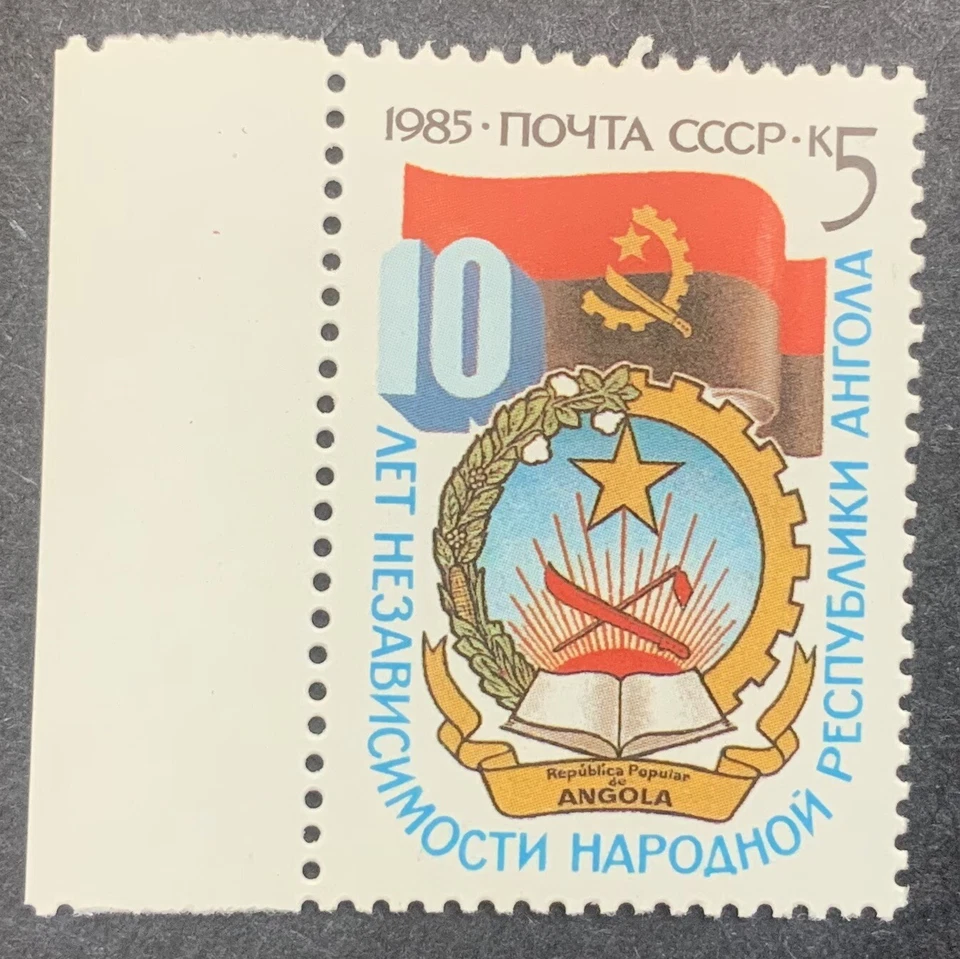 1985 · ПОЧТА СССР · К5
10
ЛЕТ НЕЗАВИСИМОСТИ НАРОДНОЙ РЕСПУБЛИКИ АНГОЛА
República Popular
de
ANGOLA